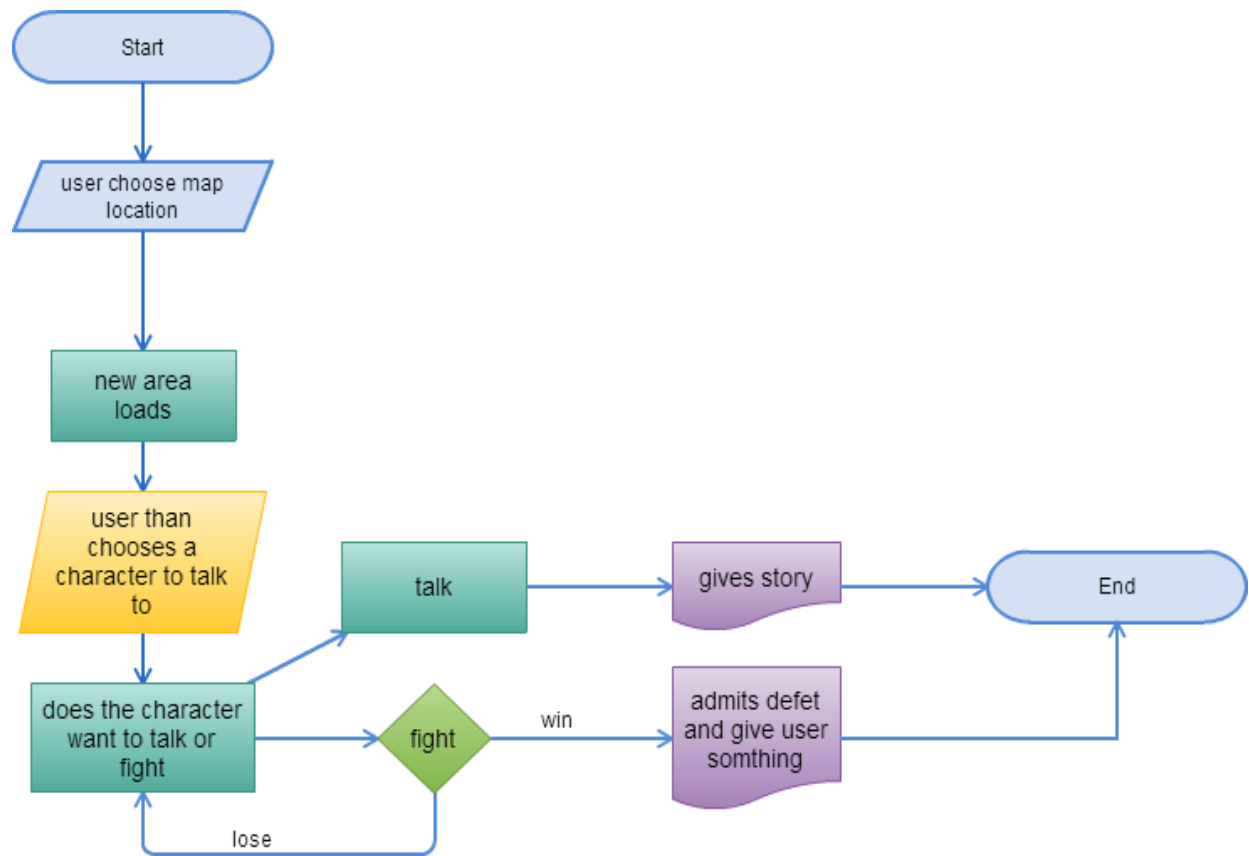 Start
user choose map
location
new area
loads
user than
chooses a
character to talk
to
talk
gives story
End
does the character
want to talk or
fight
fight
win
admits defet
and give user
somthing
lose